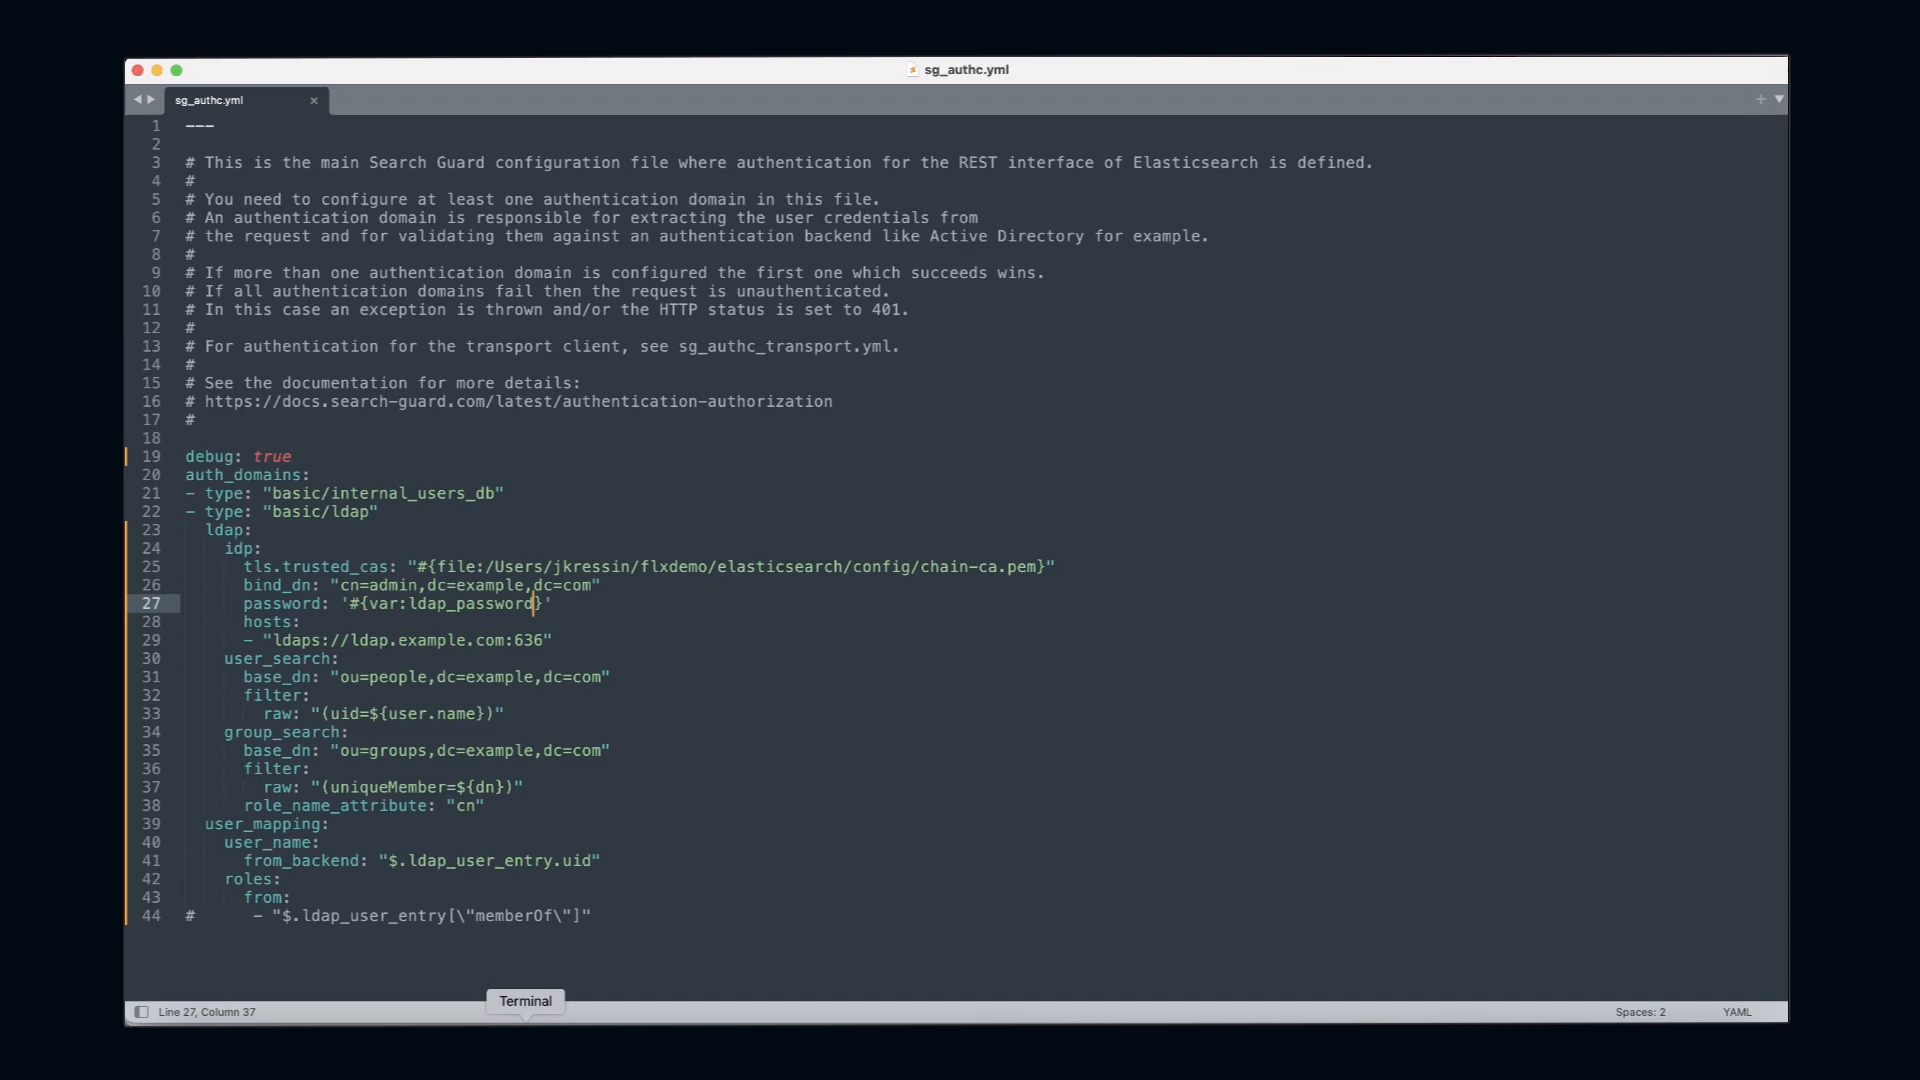 sg_authc.yml
sg_authc.yml ×
1 ---
2
3 # This is the main Search Guard configuration file where authentication for the REST interface of Elasticsearch is defined.
4 #
5 # You need to configure at least one authentication domain in this file.
6 # An authentication domain is responsible for extracting the user credentials from
7 # the request and for validating them against an authentication backend like Active Directory for example.
8 #
9 # If more than one authentication domain is configured the first one which succeeds wins.
10 # If all authentication domains fail then the request is unauthenticated.
11 # In this case an exception is thrown and/or the HTTP status is set to 401.
12 #
13 # For authentication for the transport client, see sg_authc_transport.yml.
14 #
15 # See the documentation for more details:
16 # https://docs.search-guard.com/latest/authentication-authorization
17 #
18
19 debug: true
20 auth_domains:
21 - type: "basic/internal_users_db"
22 - type: "basic/ldap"
23   ldap:
24     idp:
25       tls.trusted_cas: "#{file:/Users/jkressin/flxdemo/elasticsearch/config/chain-ca.pem}"
26       bind_dn: "cn=admin,dc=example,dc=com"
27       password: '#{var:ldap_password}'
28       hosts:
29       - "ldaps://ldap.example.com:636"
30     user_search:
31       base_dn: "ou=people,dc=example,dc=com"
32       filter:
33         raw: "(uid=${user.name})"
34     group_search:
35       base_dn: "ou=groups,dc=example,dc=com"
36       filter:
37         raw: "(uniqueMember=${dn})"
38       role_name_attribute: "cn"
39   user_mapping:
40     user_name:
41       from_backend: "$.ldap_user_entry.uid"
42     roles:
43       from:
44 #      - "$.ldap_user_entry[\"memberOf\"]"
Terminal
Line 27, Column 37
Spaces: 2
YAML